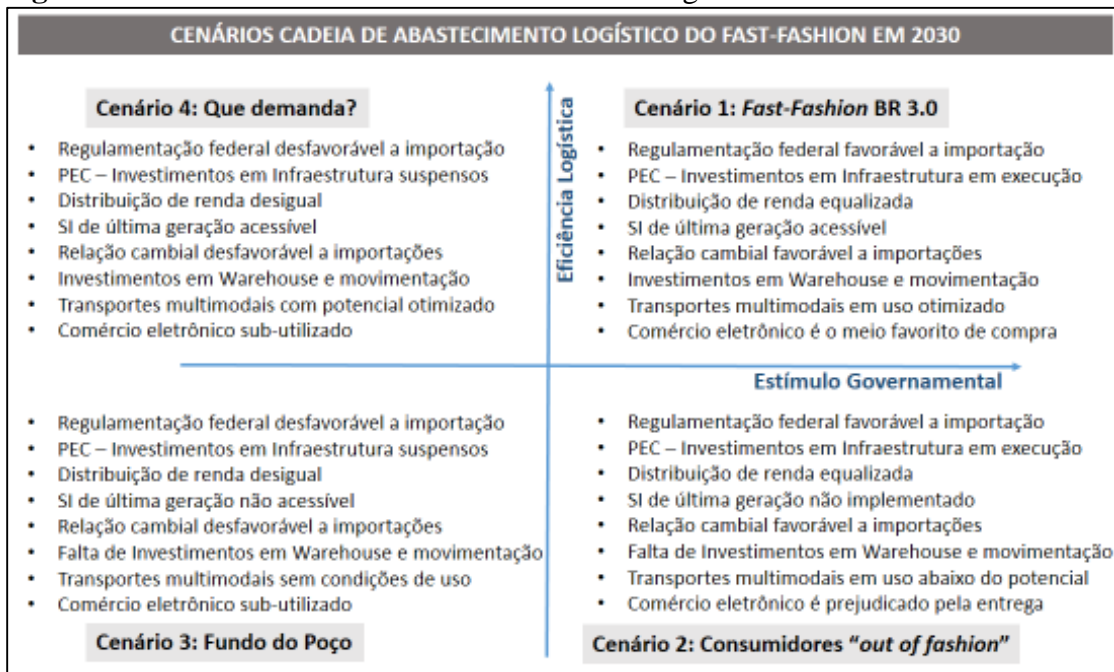 CENÁRIOS CADEIA DE ABASTECIMENTO LOGÍSTICO DO FAST-FASHION EM 2030
Cenário 4: Que demanda?
• Regulamentação federal desfavorável a importação
• PEC – Investimentos em Infraestrutura suspensos
• Distribuição de renda desigual
• SI de última geração acessível
• Relação cambial desfavorável a importações
• Investimentos em Warehouse e movimentação
• Transportes multimodais com potencial otimizado
• Comércio eletrônico sub-utilizado
Eficiência Logística
Cenário 1: Fast-Fashion BR 3.0
• Regulamentação federal favorável a importação
• PEC – Investimentos em Infraestrutura em execução
• Distribuição de renda equalizada
• SI de última geração acessível
• Relação cambial favorável a importações
• Investimentos em Warehouse e movimentação
• Transportes multimodais em uso otimizado
• Comércio eletrônico é o meio favorito de compra
Estímulo Governamental
• Regulamentação federal desfavorável a importação
• PEC – Investimentos em Infraestrutura suspensos
• Distribuição de renda desigual
• SI de última geração não acessível
• Relação cambial desfavorável a importações
• Falta de Investimentos em Warehouse e movimentação
• Transportes multimodais sem condições de uso
• Comércio eletrônico sub-utilizado
Cenário 3: Fundo do Poço
• Regulamentação federal favorável a importação
• PEC – Investimentos em Infraestrutura em execução
• Distribuição de renda equalizada
• SI de última geração não implementado
• Relação cambial favorável a importações
• Falta de Investimentos em Warehouse e movimentação
• Transportes multimodais em uso abaixo do potencial
• Comércio eletrônico é prejudicado pela entrega
Cenário 2: Consumidores “out of fashion”